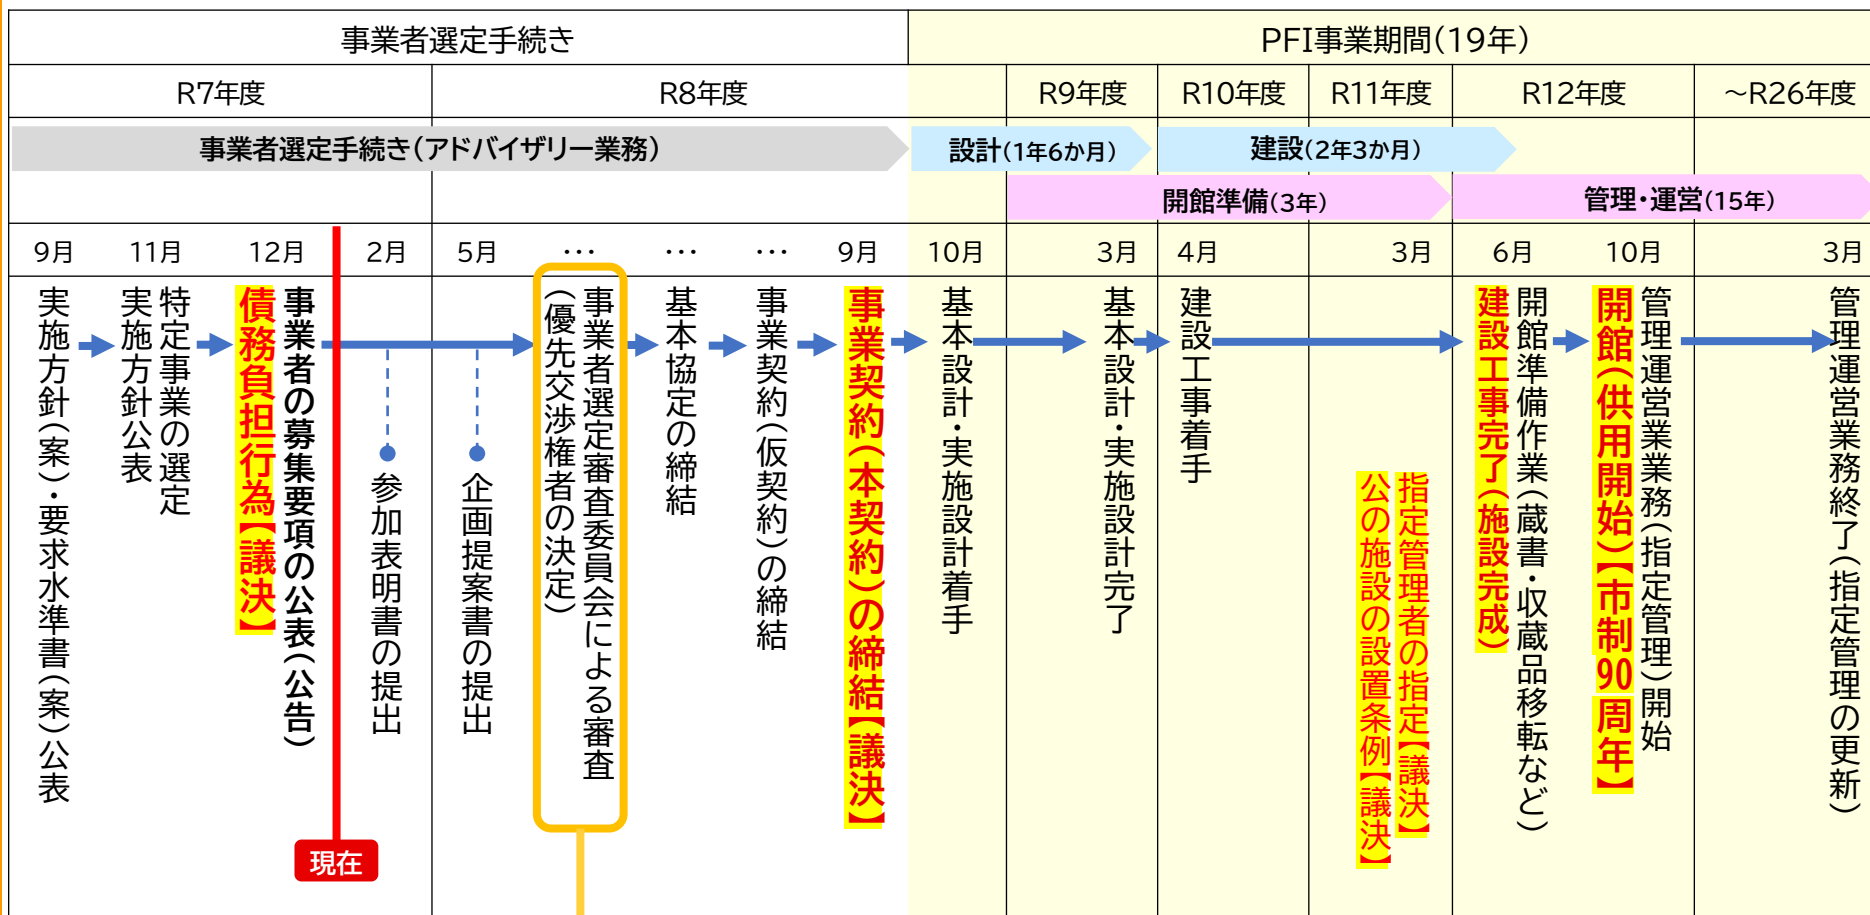 事業者選定手続き
PFI事業期間(19年)
R7年度
R8年度
R9年度
R10年度
R11年度
R12年度
～R26年度
事業者選定手続き(アドバイザリー業務)
設計(1年6か月)
建設(2年3か月)
開館準備(3年)
管理・運営(15年)
9月
11月
12月
2月
5月
…
…
…
9月
10月
3月
4月
3月
6月
10月
3月
実施方針(案)・要求水準書(案)公表
特定事業の選定
実施方針公表
事業者の募集要項の公表(公告)
債務負担行為【議決】
参加表明書の提出
企画提案書の提出
事業者選定審査委員会による審査
(優先交渉権者の決定)
基本協定の締結
事業契約(仮契約)の締結
事業契約(本契約)の締結【議決】
基本設計・実施設計着手
基本設計・実施設計完了
建設工事着手
指定管理者の指定【議決】
公の施設の設置条例【議決】
開館準備作業(蔵書・収蔵品移転など)
建設工事完了(施設完成)
管理運営業務(指定管理)開始
開館(供用開始)【市制90周年】
管理運営業務終了(指定管理の更新)
現在